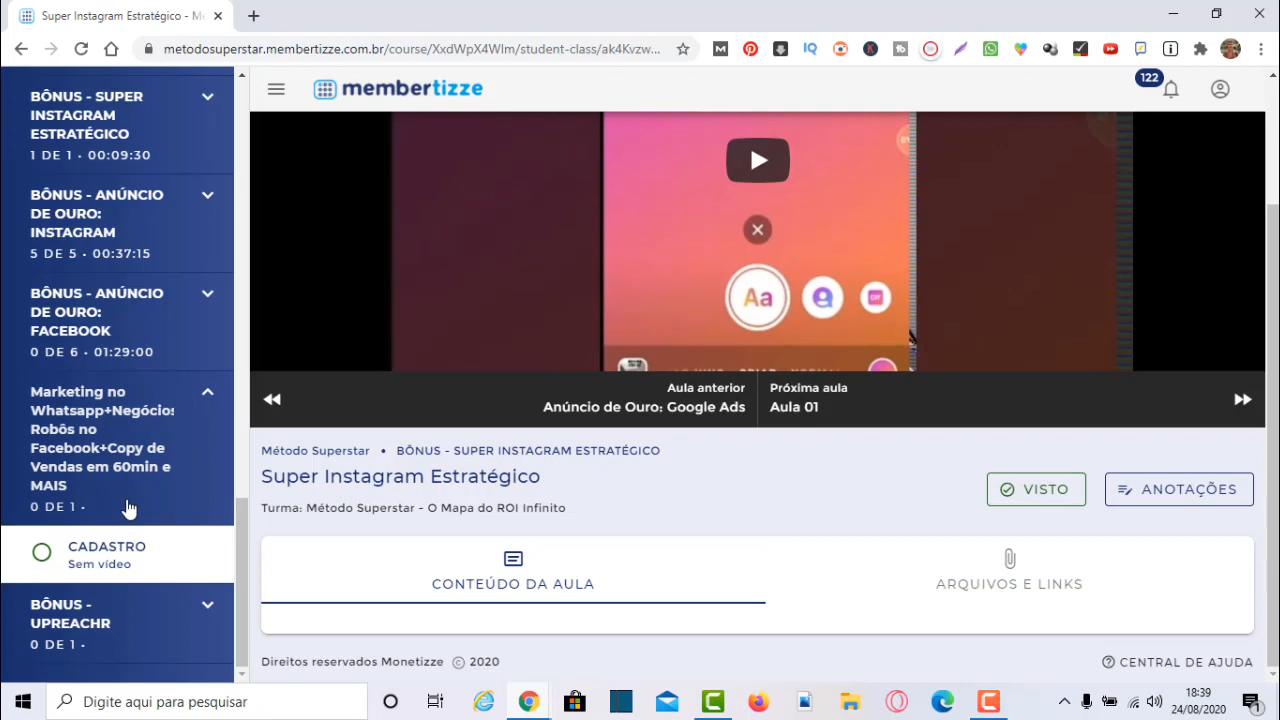 Super Instagram Estratégico - Me
metodosuperstar.membertizze.com.br/course/XxdWpX4Wlm/student-class/ak4Kvzw...
BÔNUS - SUPER
INSTAGRAM
ESTRATÉGICO
1 DE 1 • 00:09:30
BÔNUS - ANÚNCIO
DE OURO:
INSTAGRAM
5 DE 5 • 00:37:15
BÔNUS - ANÚNCIO
DE OURO:
FACEBOOK
0 DE 6 • 01:29:00
Marketing no
Whatsapp+Negócios
Robôs no
Facebook+Copy de
Vendas em 60min e
MAIS
0 DE 1 •
CADASTRO
Sem vídeo
BÔNUS -
UPREACHR
0 DE 1 •
membertizze
122
Aa
GIF
Aula anterior
Anúncio de Ouro: Google Ads
Próxima aula
Aula 01
Método Superstar • BÔNUS - SUPER INSTAGRAM ESTRATÉGICO
Super Instagram Estratégico
Turma: Método Superstar - O Mapa do ROI Infinito
VISTO
ANOTAÇÕES
CONTEÚDO DA AULA
ARQUIVOS E LINKS
Direitos reservados Monetizze © 2020
CENTRAL DE AJUDA
Digite aqui para pesquisar
18:39
24/08/2020
1